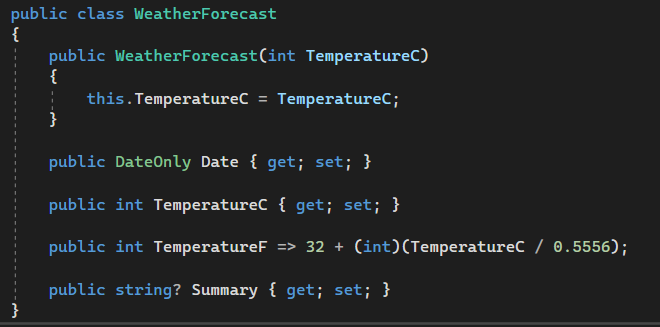 public class WeatherForecast
{
public WeatherForecast(int TemperatureC)
{
this.TemperatureC = TemperatureC;
}
public DateOnly Date { get; set; }
public int TemperatureC { get; set; }
public int TemperatureF => 32 + (int)(TemperatureC / 0.5556);
public string? Summary { get; set; }
}